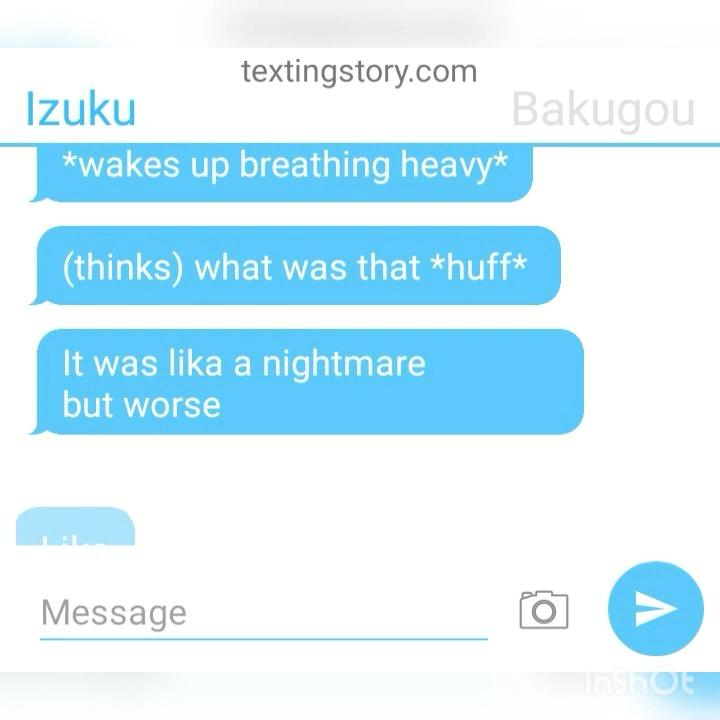 textingstory.com
Izuku
Bakugou
*wakes up breathing heavy*
(thinks) what was that *huff*
It was lika a nightmare
but worse
Message
InShOt